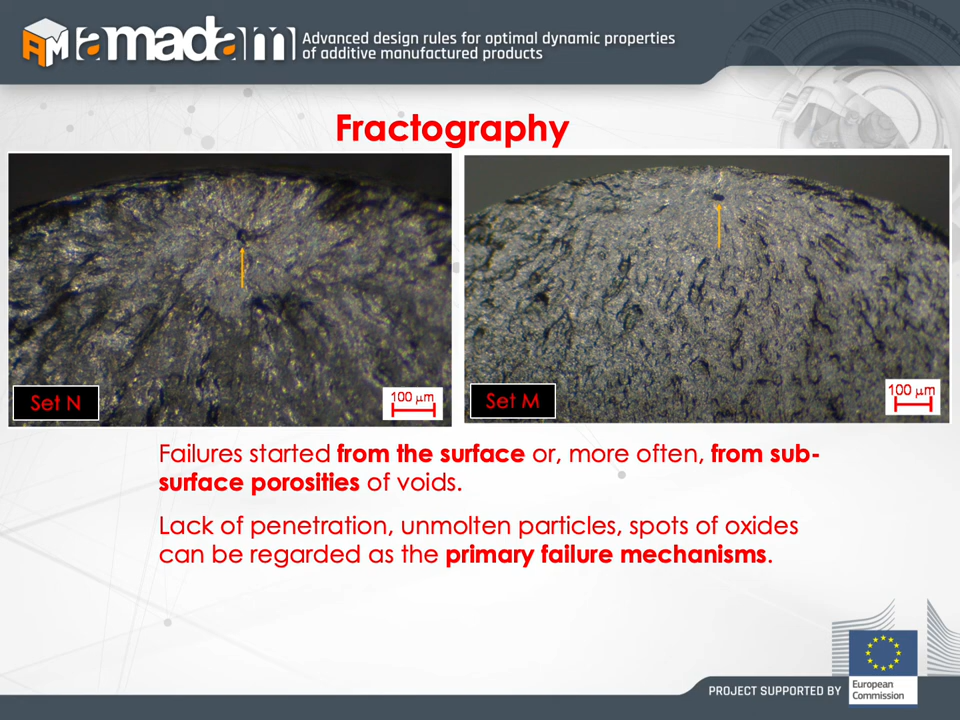 AM amadam
Advanced design rules for optimal dynamic properties
of additive manufactured products
Fractography
Set N
100 µm
Set M
100 µm
Failures started from the surface or, more often, from sub-
surface porosities of voids.
Lack of penetration, unmolten particles, spots of oxides
can be regarded as the primary failure mechanisms.
PROJECT SUPPORTED BY
European
Commission